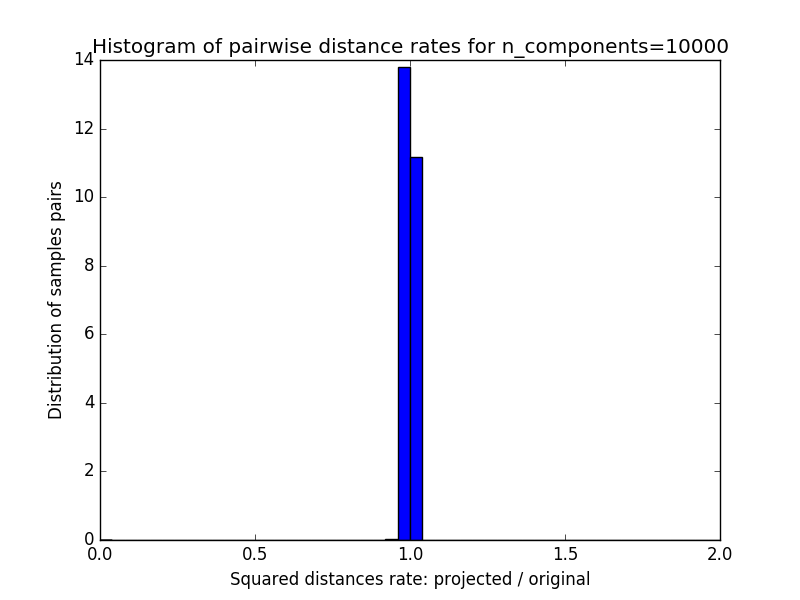 Histogram of pairwise distance rates for n_components=10000
14
12
10
8
6
4
2
0
Distribution of samples pairs
0.0 0.5 1.0 1.5 2.0
Squared distances rate: projected / original